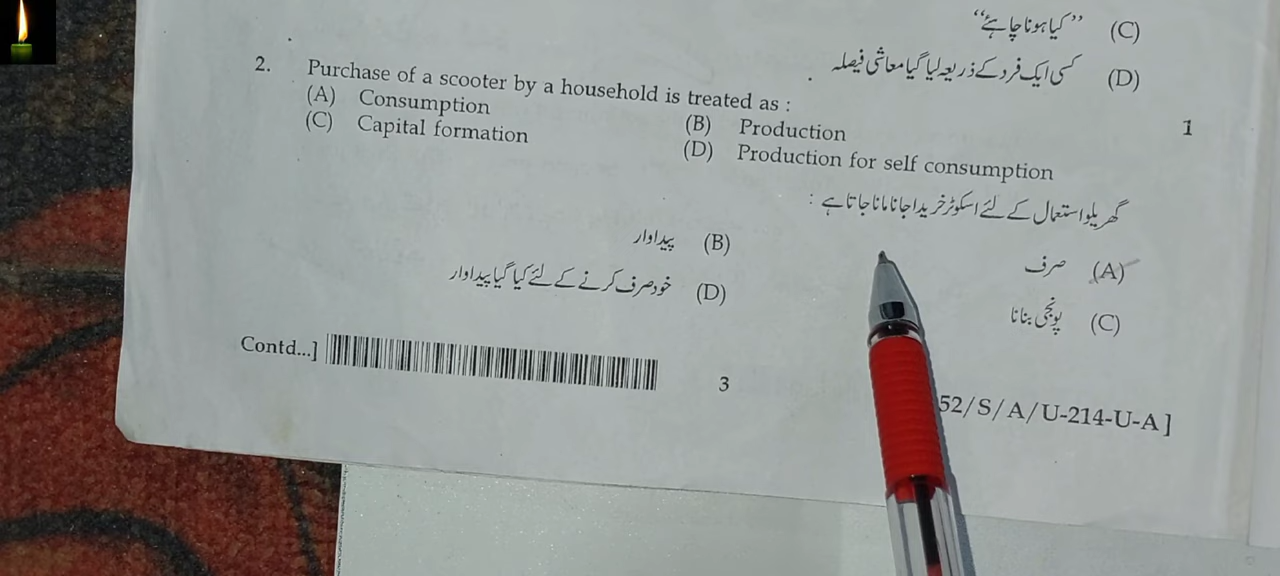 (C) ”کیا ہونا چاہئے“
(D) کسی ایک فرد کے ذریعہ لیا گیا معاشی فیصلہ
2. Purchase of a scooter by a household is treated as : 1
(A) Consumption (B) Production
(C) Capital formation (D) Production for self consumption
گھریلو استعمال کے لئے اسکوٹر خریدا جانا مانا جاتا ہے :
(A) صرف (B) پیداوار
(C) پونجی بنانا (D) خود صرف کرنے کے لئے کیا گیا پیداوار
Contd...] 3 52/S/A/U-214-U-A]